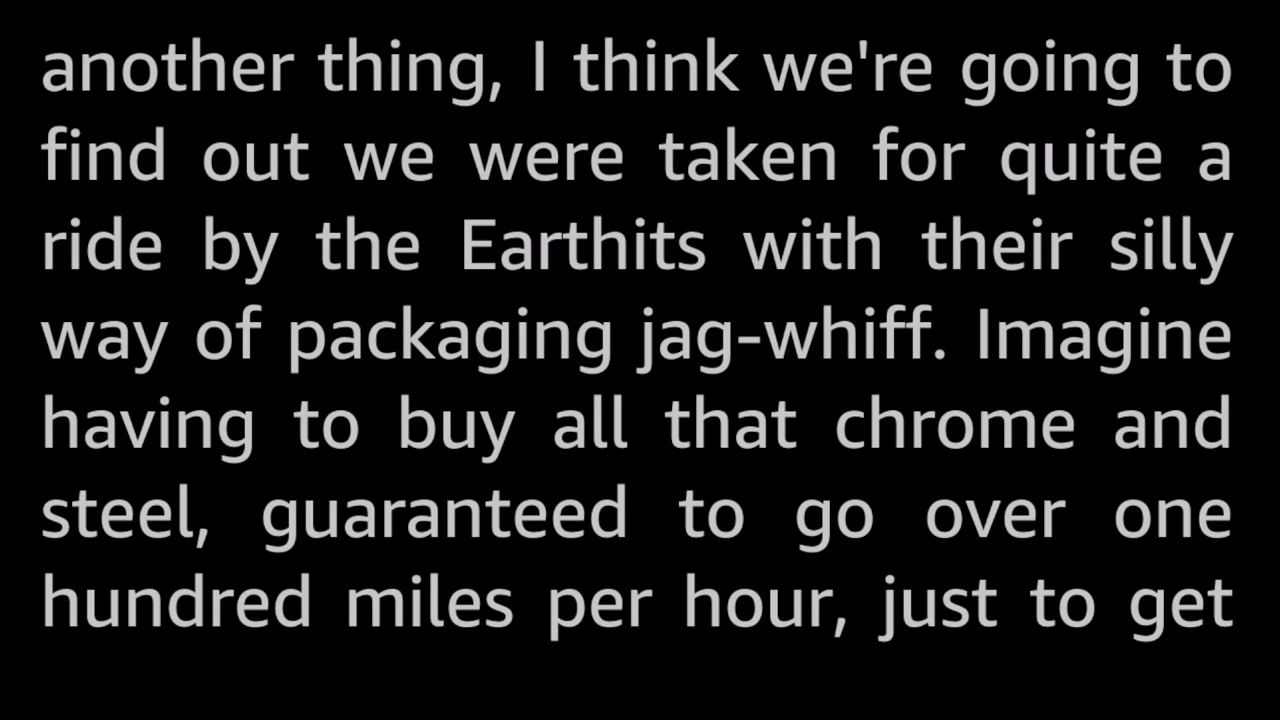 another thing, I think we're going to
find out we were taken for quite a
ride by the Earthits with their silly
way of packaging jag-whiff. Imagine
having to buy all that chrome and
steel, guaranteed to go over one
hundred miles per hour, just to get